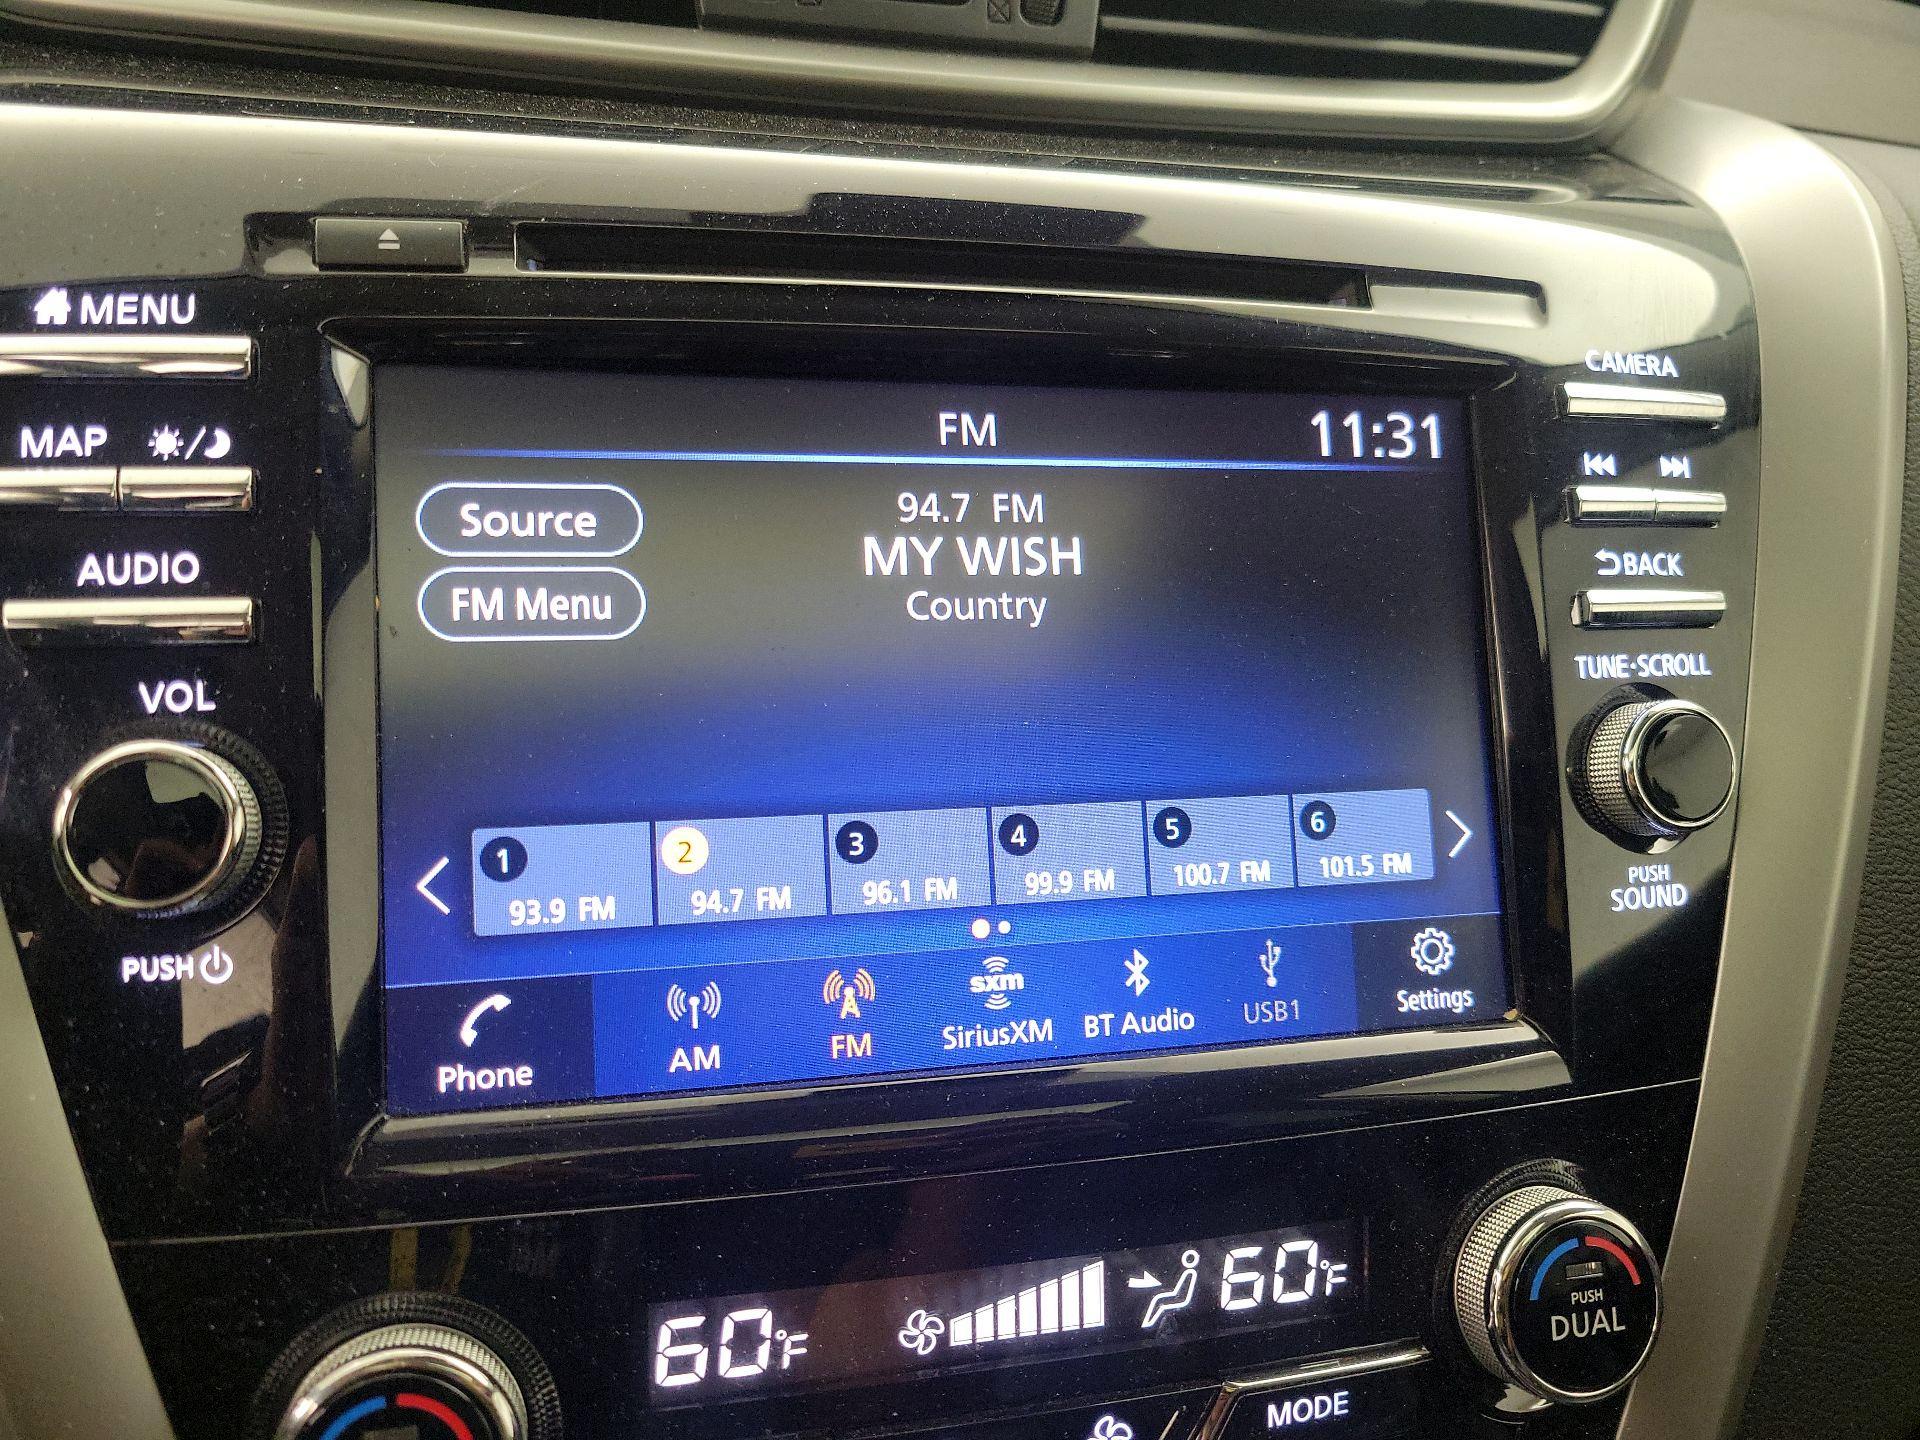 MENU
MAP
AUDIO
VOL
PUSH
FM
11:31
Source
FM Menu
94.7 FM
MY WISH
Country
1
93.9 FM
2
94.7 FM
3
96.1 FM
4
99.9 FM
5
100.7 FM
6
101.5 FM
Phone
AM
FM
sxm
SiriusXM
BT Audio
USB1
Settings
CAMERA
BACK
TUNE·SCROLL
PUSH
SOUND
60°F
60°F
PUSH
DUAL
MODE